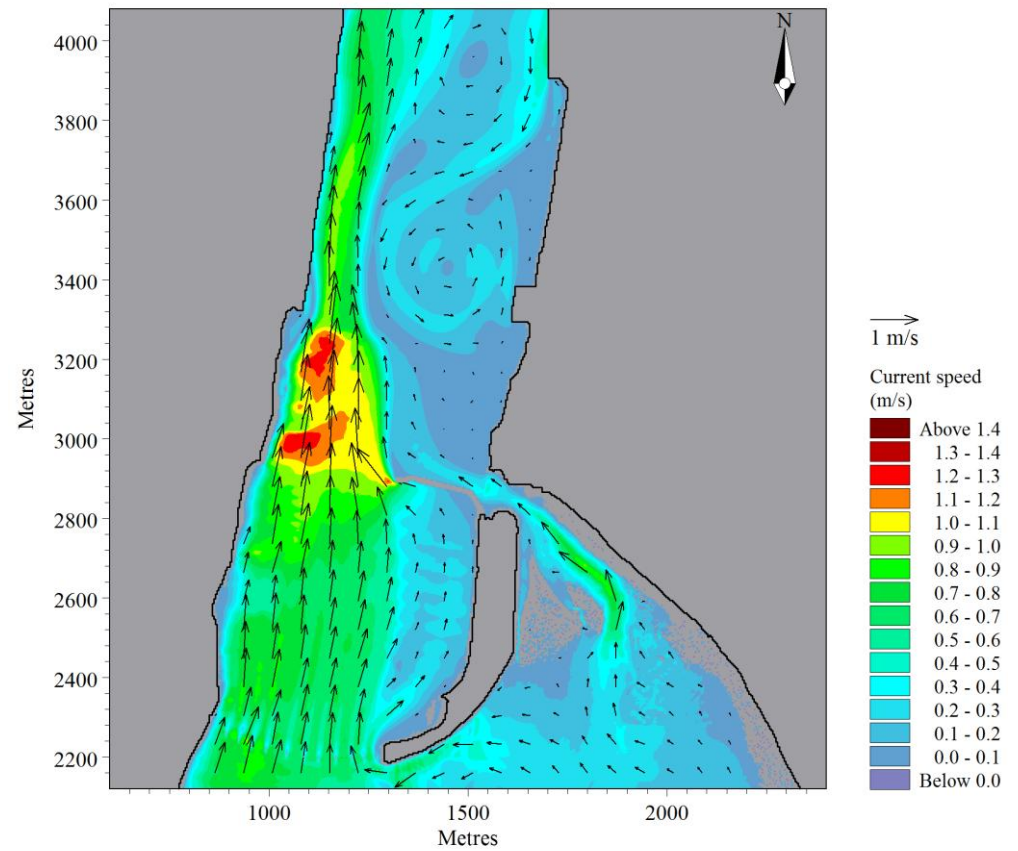 N
4000
3800
3600
3400
3200
3000
2800
2600
2400
2200
Metres
1000
1500
2000
Metres
1 m/s
Current speed
(m/s)
Above 1.4
1.3 - 1.4
1.2 - 1.3
1.1 - 1.2
1.0 - 1.1
0.9 - 1.0
0.8 - 0.9
0.7 - 0.8
0.6 - 0.7
0.5 - 0.6
0.4 - 0.5
0.3 - 0.4
0.2 - 0.3
0.1 - 0.2
0.0 - 0.1
Below 0.0